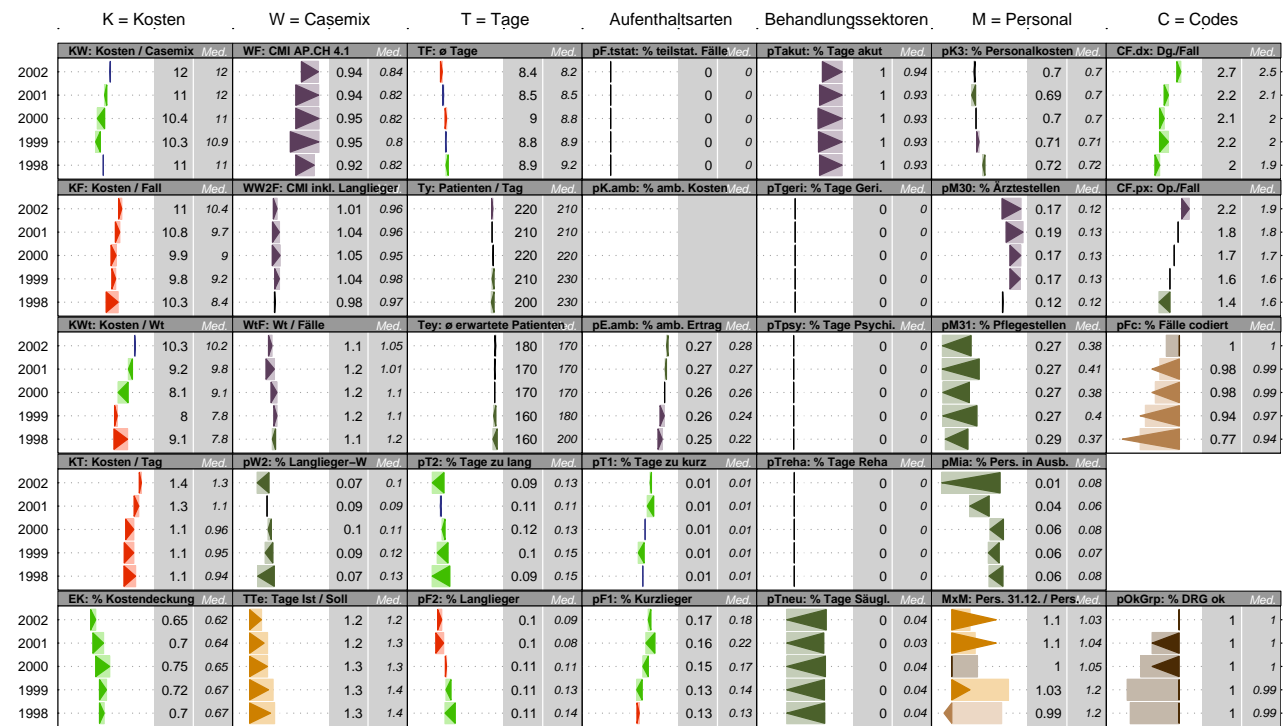 K = Kosten W = Casemix T = Tage Aufenthaltsarten Behandlungssektoren M = Personal C = Codes
KW: Kosten / Casemix Med. WF: CMI AP.CH 4.1 Med. TF: ø Tage Med. pF.tstat: % teilstat. Fälle Med. pTakut: % Tage akut Med. pK3: % Personalkosten Med. CF.dx: Dg./Fall Med.
2002 12 12 0.94 0.84 8.4 8.2 0 0 1 0.94 0.7 0.7 2.7 2.5
2001 11 12 0.94 0.82 8.5 8.5 0 0 1 0.93 0.69 0.7 2.2 2.1
2000 10.4 11 0.95 0.82 9 8.8 0 0 1 0.93 0.7 0.7 2.1 2
1999 10.3 10.9 0.95 0.8 8.8 8.9 0 0 1 0.93 0.71 0.71 2.2 2
1998 11 11 0.92 0.82 8.9 9.2 0 0 1 0.93 0.72 0.72 2 1.9
KF: Kosten / Fall Med. WW2F: CMI inkl. Langlieger Med. Ty: Patienten / Tag Med. pK.amb: % amb. Kosten Med. pTgeri: % Tage Geri. Med. pM30: % Ärztestellen Med. CF.px: Op./Fall Med.
2002 11 10.4 1.01 0.96 220 210 0 0 0.17 0.12 2.2 1.9
2001 10.8 9.7 1.04 0.96 210 210 0 0 0.19 0.13 1.8 1.8
2000 9.9 9 1.05 0.95 220 220 0 0 0.17 0.13 1.7 1.7
1999 9.8 9.2 1.04 0.98 210 230 0 0 0.17 0.13 1.6 1.6
1998 10.3 8.4 0.98 0.97 200 230 0 0 0.12 0.12 1.4 1.6
KWt: Kosten / Wt Med. WtF: Wt / Fälle Med. Tey: ø erwartete Patienten Med. pE.amb: % amb. Ertrag Med. pTpsy: % Tage Psychi. Med. pM31: % Pflegestellen Med. pFc: % Fälle codiert Med.
2002 10.3 10.2 1.1 1.05 180 170 0.27 0.28 0 0 0.27 0.38 1 1
2001 9.2 9.8 1.2 1.01 170 170 0.27 0.27 0 0 0.27 0.41 0.98 0.99
2000 8.1 9.1 1.2 1.1 170 170 0.26 0.26 0 0 0.27 0.38 0.98 0.99
1999 8 7.8 1.2 1.1 160 180 0.26 0.24 0 0 0.27 0.4 0.94 0.97
1998 9.1 7.8 1.1 1.2 160 200 0.25 0.22 0 0 0.29 0.37 0.77 0.94
KT: Kosten / Tag Med. pW2: % Langlieger–W Med. pT2: % Tage zu lang Med. pT1: % Tage zu kurz Med. pTreha: % Tage Reha Med. pMia: % Pers. in Ausb. Med.
2002 1.4 1.3 0.07 0.1 0.09 0.13 0.01 0.01 0 0 0.01 0.08
2001 1.3 1.1 0.09 0.09 0.11 0.11 0.01 0.01 0 0 0.04 0.06
2000 1.1 0.96 0.1 0.11 0.12 0.13 0.01 0.01 0 0 0.06 0.08
1999 1.1 0.95 0.09 0.12 0.1 0.15 0.01 0.01 0 0 0.06 0.07
1998 1.1 0.94 0.07 0.13 0.09 0.15 0.01 0.01 0 0 0.06 0.08
EK: % Kostendeckung Med. TTe: Tage Ist / Soll Med. pF2: % Langlieger Med. pF1: % Kurzlieger Med. pTneu: % Tage Säugl. Med. MxM: Pers. 31.12. / Pers. Med. pOkGrp: % DRG ok Med.
2002 0.65 0.62 1.2 1.2 0.1 0.09 0.17 0.18 0 0.04 1.1 1.03 1 1
2001 0.7 0.64 1.2 1.3 0.1 0.08 0.16 0.22 0 0.03 1.1 1.04 1 1
2000 0.75 0.65 1.3 1.3 0.11 0.11 0.15 0.17 0 0.04 1 1.05 1 1
1999 0.72 0.67 1.3 1.4 0.11 0.13 0.13 0.14 0 0.04 1.03 1.2 1 0.99
1998 0.7 0.67 1.3 1.4 0.11 0.14 0.13 0.13 0 0.04 0.99 1.2 1 0.99